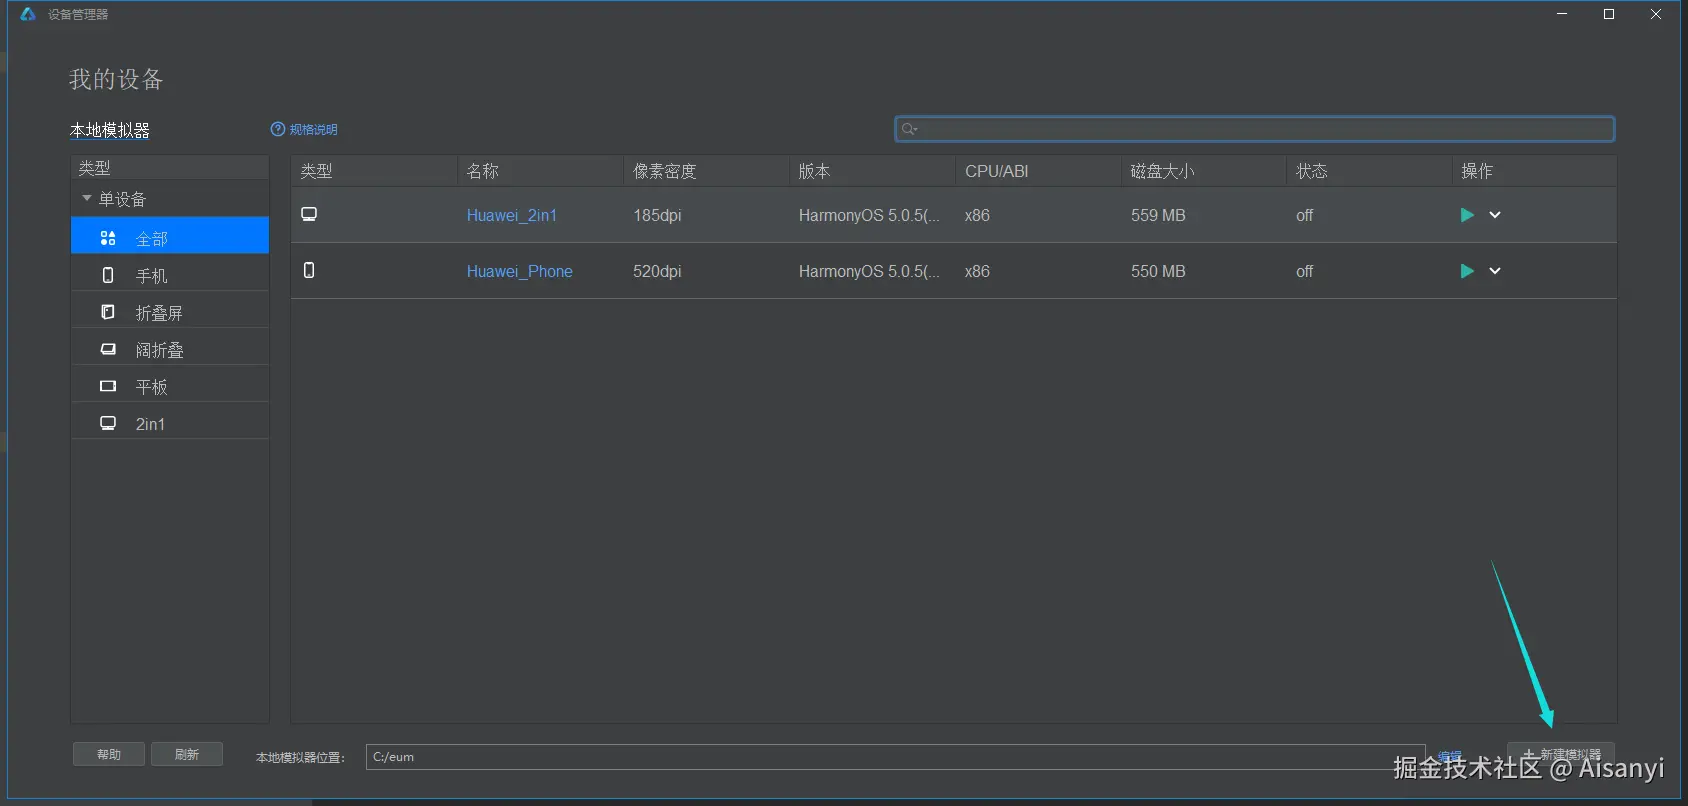 设备管理器
我的设备
本地模拟器
规格说明
类型
单设备
全部
手机
折叠屏
阔折叠
平板
2in1
类型 名称 像素密度 版本 CPU/ABI 磁盘大小 状态 操作
Huawei_2in1 185dpi HarmonyOS 5.0.5(... x86 559 MB off
Huawei_Phone 520dpi HarmonyOS 5.0.5(... x86 550 MB off
帮助 刷新 本地模拟器位置: C:/eum 编辑 + 新建模拟器
掘金技术社区 @ Aisanyi